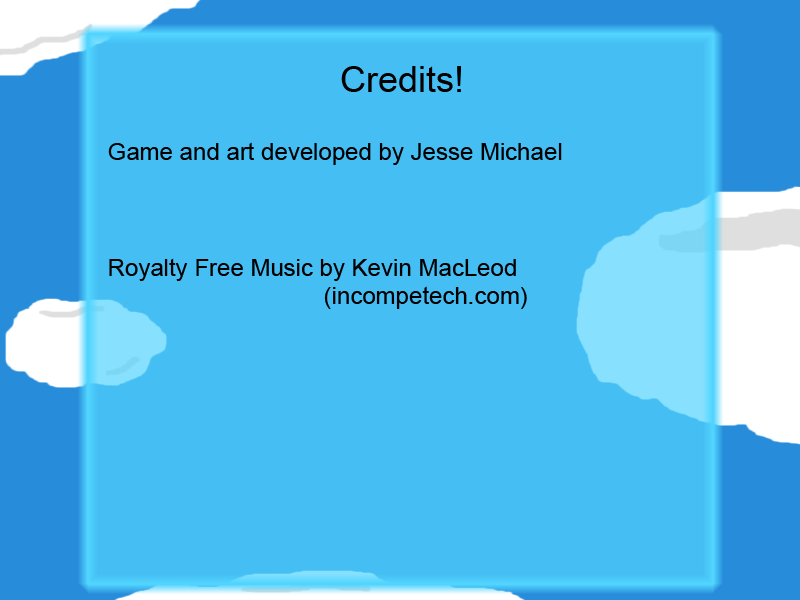 Credits!
Game and art developed by Jesse Michael
Royalty Free Music by Kevin MacLeod
(incompetech.com)